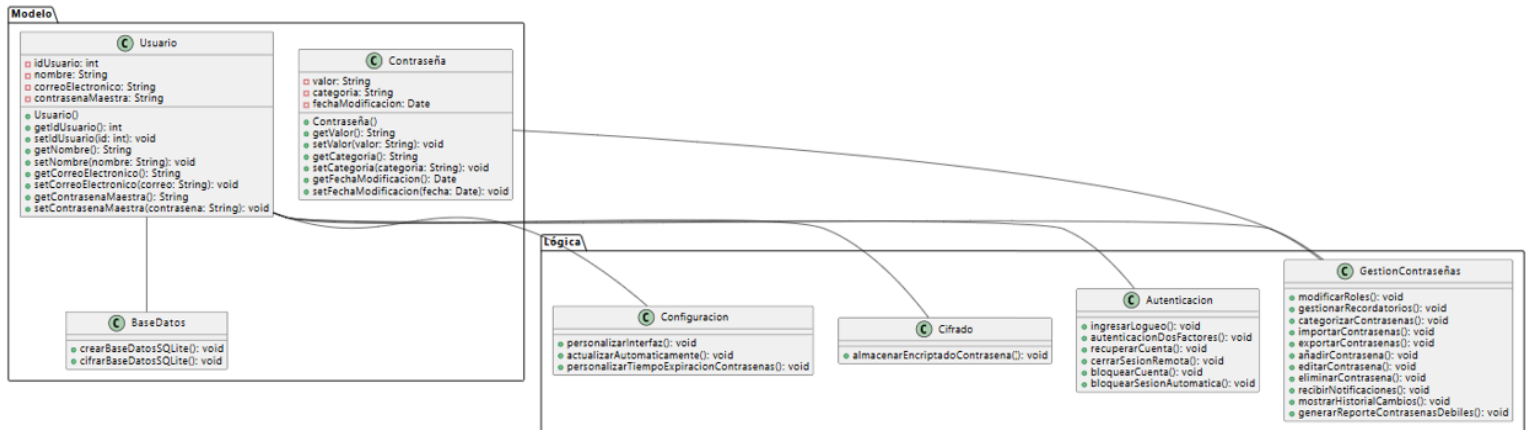 Modelo
C Usuario
idUsuario: int
nombre: String
correoElectronico: String
contrasenaMaestra: String
Usuario()
getIdUsuario(): int
setIdUsuario(id: int): void
getNombre(): String
setNombre(nombre: String): void
getCorreoElectronico(): String
setCorreoElectronico(correo: String): void
getContrasenaMaestra(): String
setContrasenaMaestra(contrasena: String): void
C Contraseña
valor: String
categoria: String
fechaModificacion: Date
Contraseña()
getValor(): String
setValor(valor: String): void
getCategoria(): String
setCategoria(categoria: String): void
getFechaModificacion(): Date
setFechaModificacion(fecha: Date): void
C BaseDatos
crearBaseDatosSQLite(): void
cifrarBaseDatosSQLite(): void
Lógica
C Configuracion
personalizarInterfaz(): void
actualizarAutomaticamente(): void
personalizarTiempoExpiracionContrasenas(): void
C Cifrado
almacenarEncriptadoContrasena(): void
C Autenticacion
ingresarLogueo(): void
autenticacionDosFactores(): void
recuperarCuenta(): void
cerrarSesionRemota(): void
bloquearCuenta(): void
bloquearSesionAutomatica(): void
C GestionContraseñas
modificarRoles(): void
gestionarRecordatorios(): void
categorizarContrasenas(): void
importarContrasenas(): void
exportarContrasenas(): void
añadirContrasena(): void
editarContrasena(): void
eliminarContrasena(): void
recibirNotificaciones(): void
mostrarHistorialCambios(): void
generarReporteContrasenasDebiles(): void